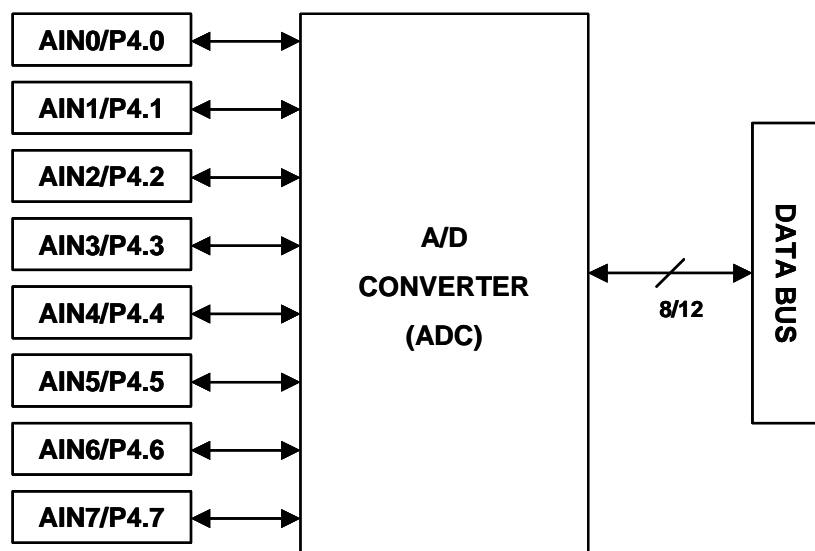 AIN0/P4.0
AIN1/P4.1
AIN2/P4.2
AIN3/P4.3
AIN4/P4.4
AIN5/P4.5
AIN6/P4.6
AIN7/P4.7
A/D
CONVERTER
(ADC)
8/12
DATA BUS